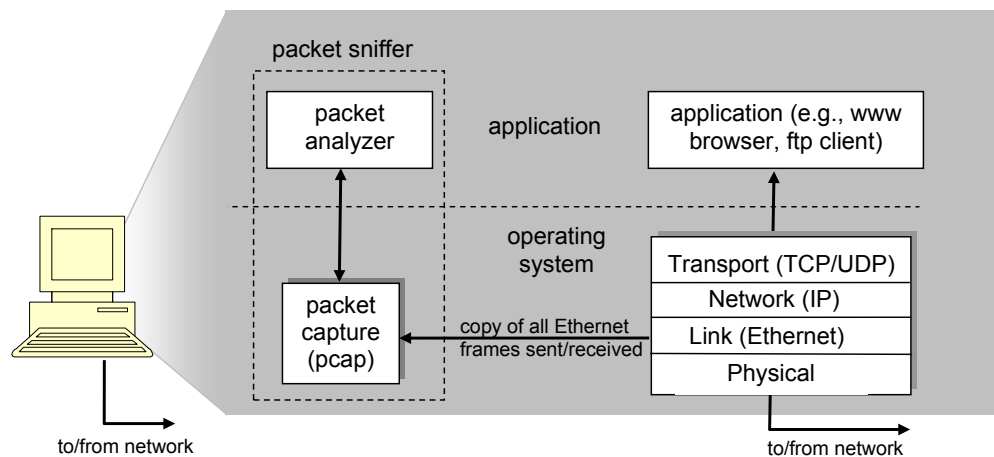 packet sniffer
packet
analyzer
application
application (e.g., www
browser, ftp client)
operating
system
packet
capture
(pcap)
copy of all Ethernet
frames sent/received
Transport (TCP/UDP)
Network (IP)
Link (Ethernet)
Physical
to/from network
to/from network